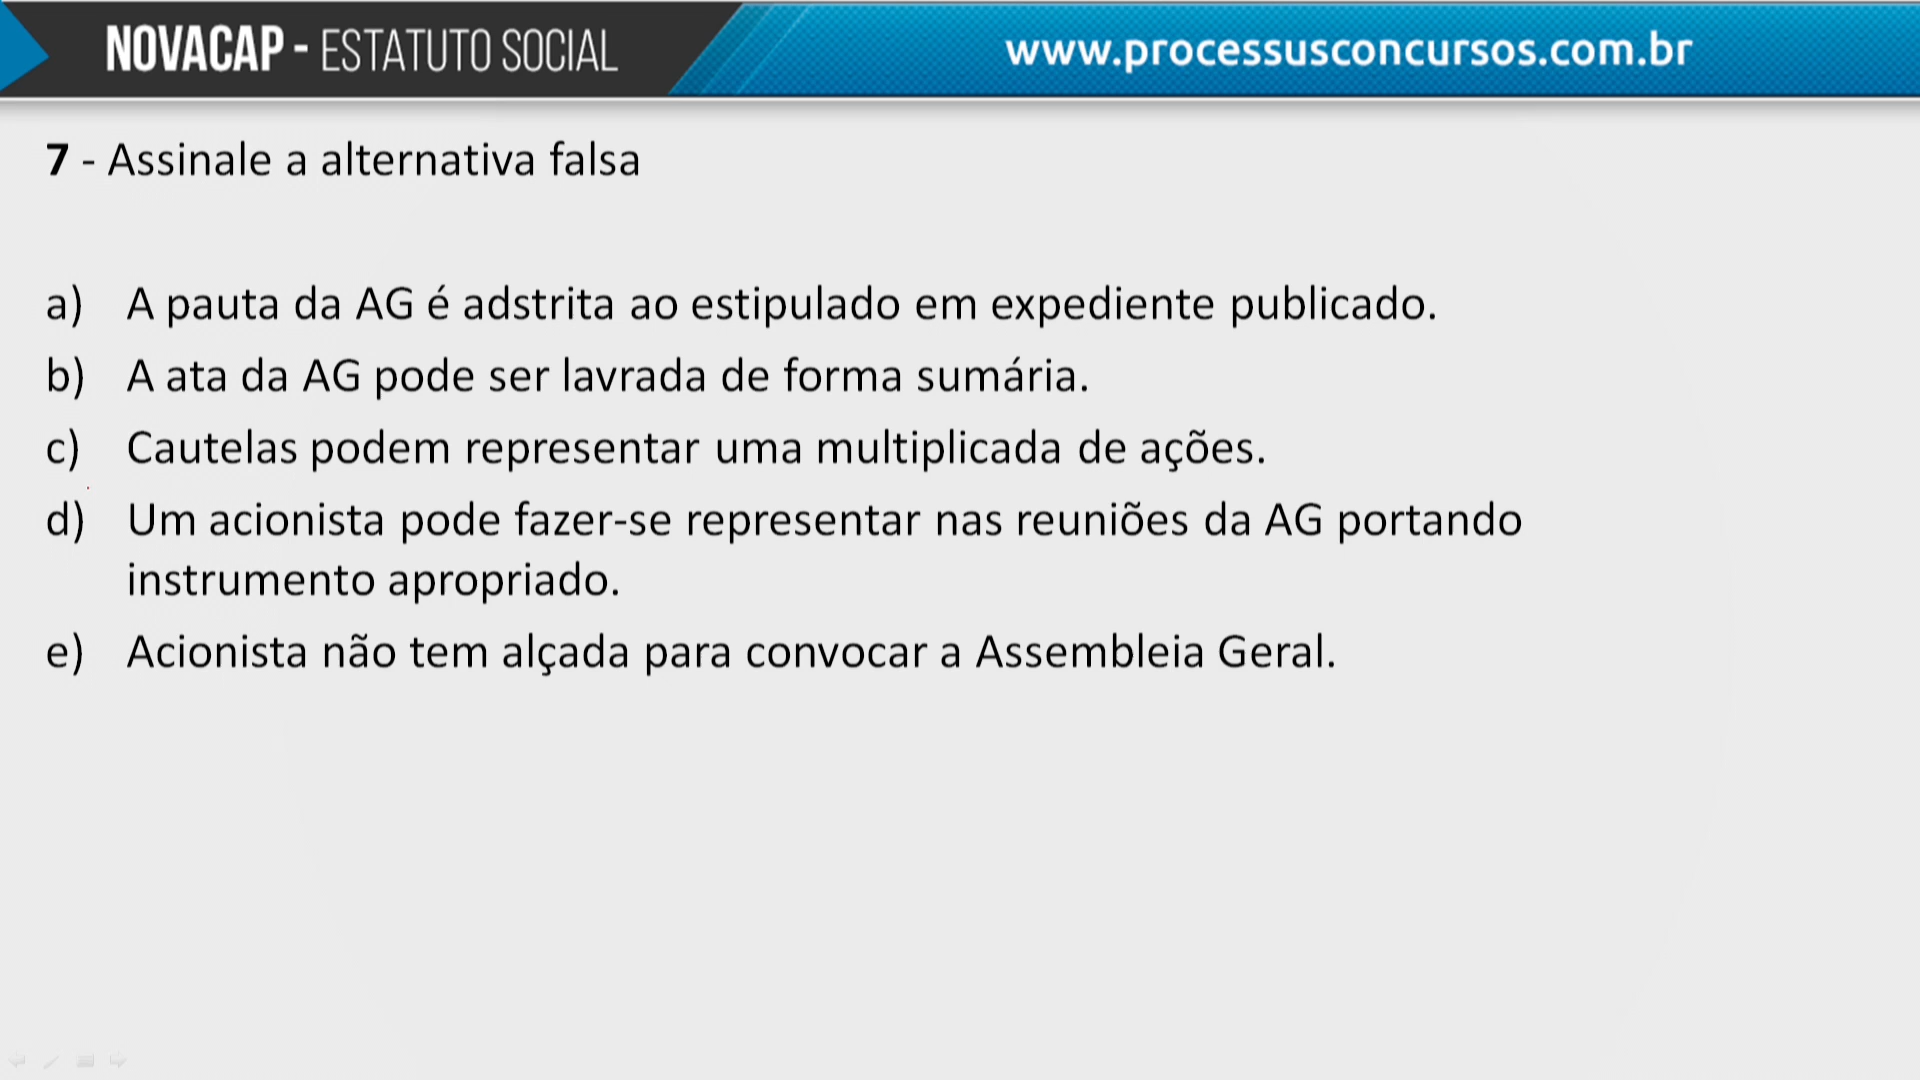 NOVACAP - ESTATUTO SOCIAL
www.processusconcursos.com.br
7 - Assinale a alternativa falsa
a) A pauta da AG é adstrita ao estipulado em expediente publicado.
b) A ata da AG pode ser lavrada de forma sumária.
c) Cautelas podem representar uma multiplicada de ações.
d) Um acionista pode fazer-se representar nas reuniões da AG portando
instrumento apropriado.
e) Acionista não tem alçada para convocar a Assembleia Geral.